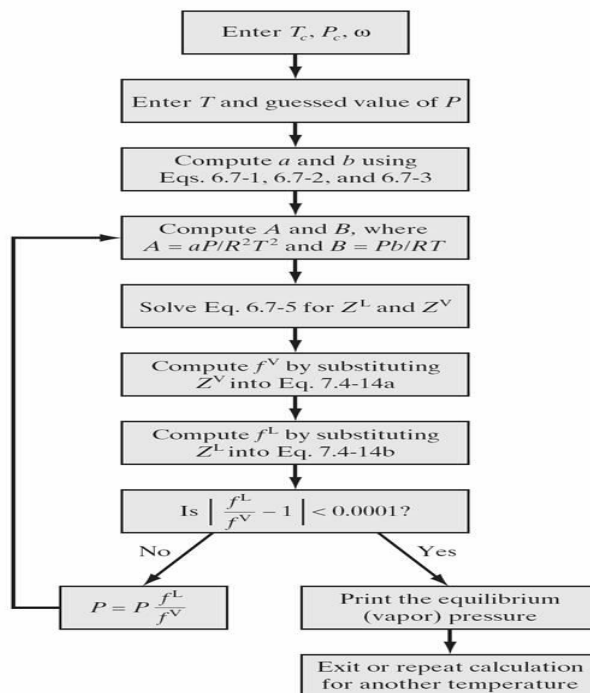 Enter T_c, P_c, ω
Enter T and guessed value of P
Compute a and b using
Eqs. 6.7-1, 6.7-2, and 6.7-3
Compute A and B, where
A = aP/R²T² and B = Pb/RT
Solve Eq. 6.7-5 for Z^L and Z^V
Compute f^V by substituting
Z^V into Eq. 7.4-14a
Compute f^L by substituting
Z^L into Eq. 7.4-14b
Is | f^L/f^V − 1 | < 0.0001?
No
Yes
P = P f^L/f^V
Print the equilibrium
(vapor) pressure
Exit or repeat calculation
for another temperature